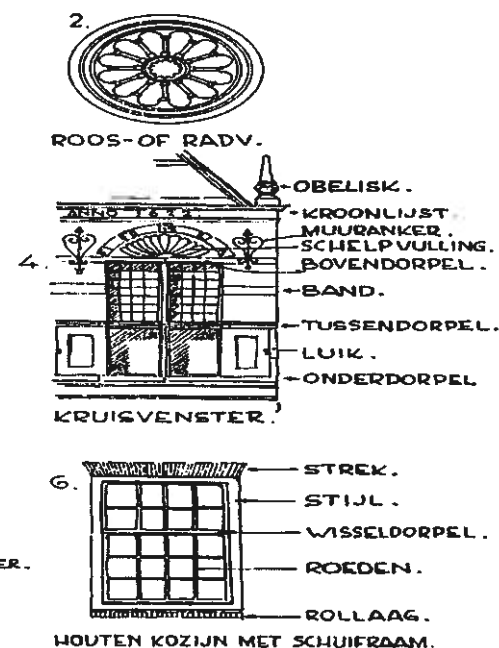 2.
ROOS-OF RADV.
OBELISK.
ANNO 1632.
KROONLIJST
MUURANKER.
SCHELPVULLING.
4.
BOVENDORPEL.
BAND.
TUSSENDORPEL.
LUIK.
ONDERDORPEL
KRUISVENSTER.
6.
STREK.
STIJL.
WISSELDORPEL.
ER.
ROEDEN.
ROLLAAG.
HOUTEN KOZIJN MET SCHUIFRAAM.